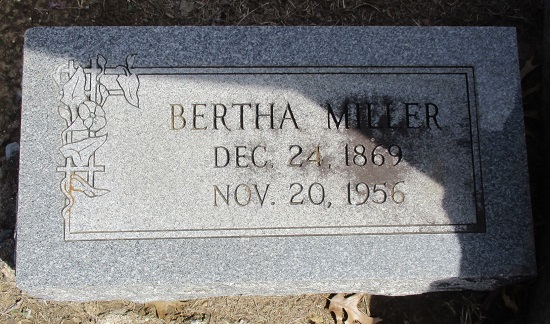 BERTHA MILLER
DEC. 24, 1869
NOV. 20, 1956